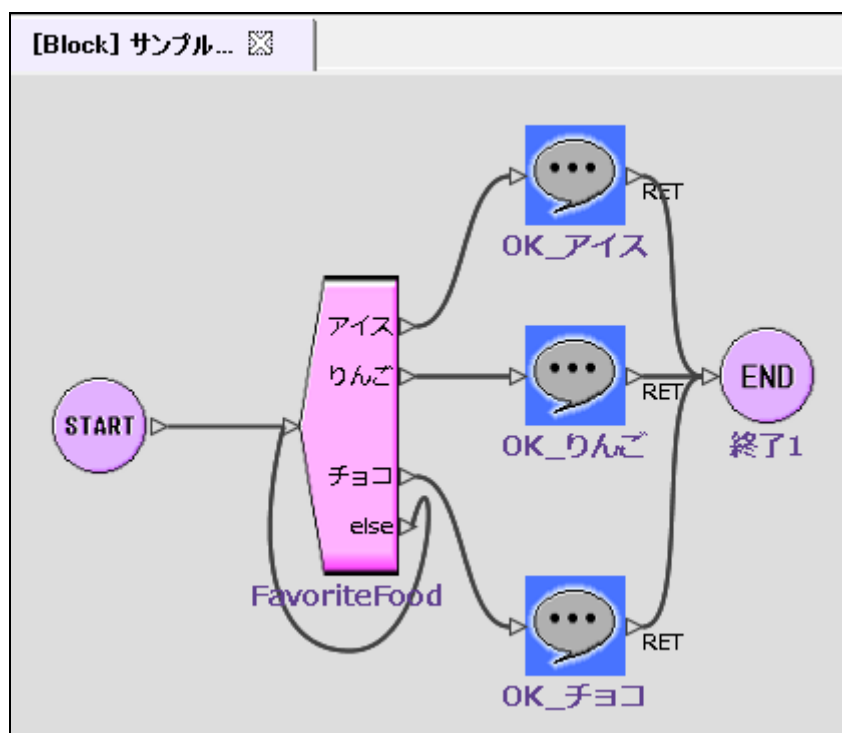 [Block] サンプル...
RET
OK_アイス
アイス
りんご
RET
END
START
OK_りんご
終了1
チョコ
else
FavoriteFood
RET
OK_チョコ